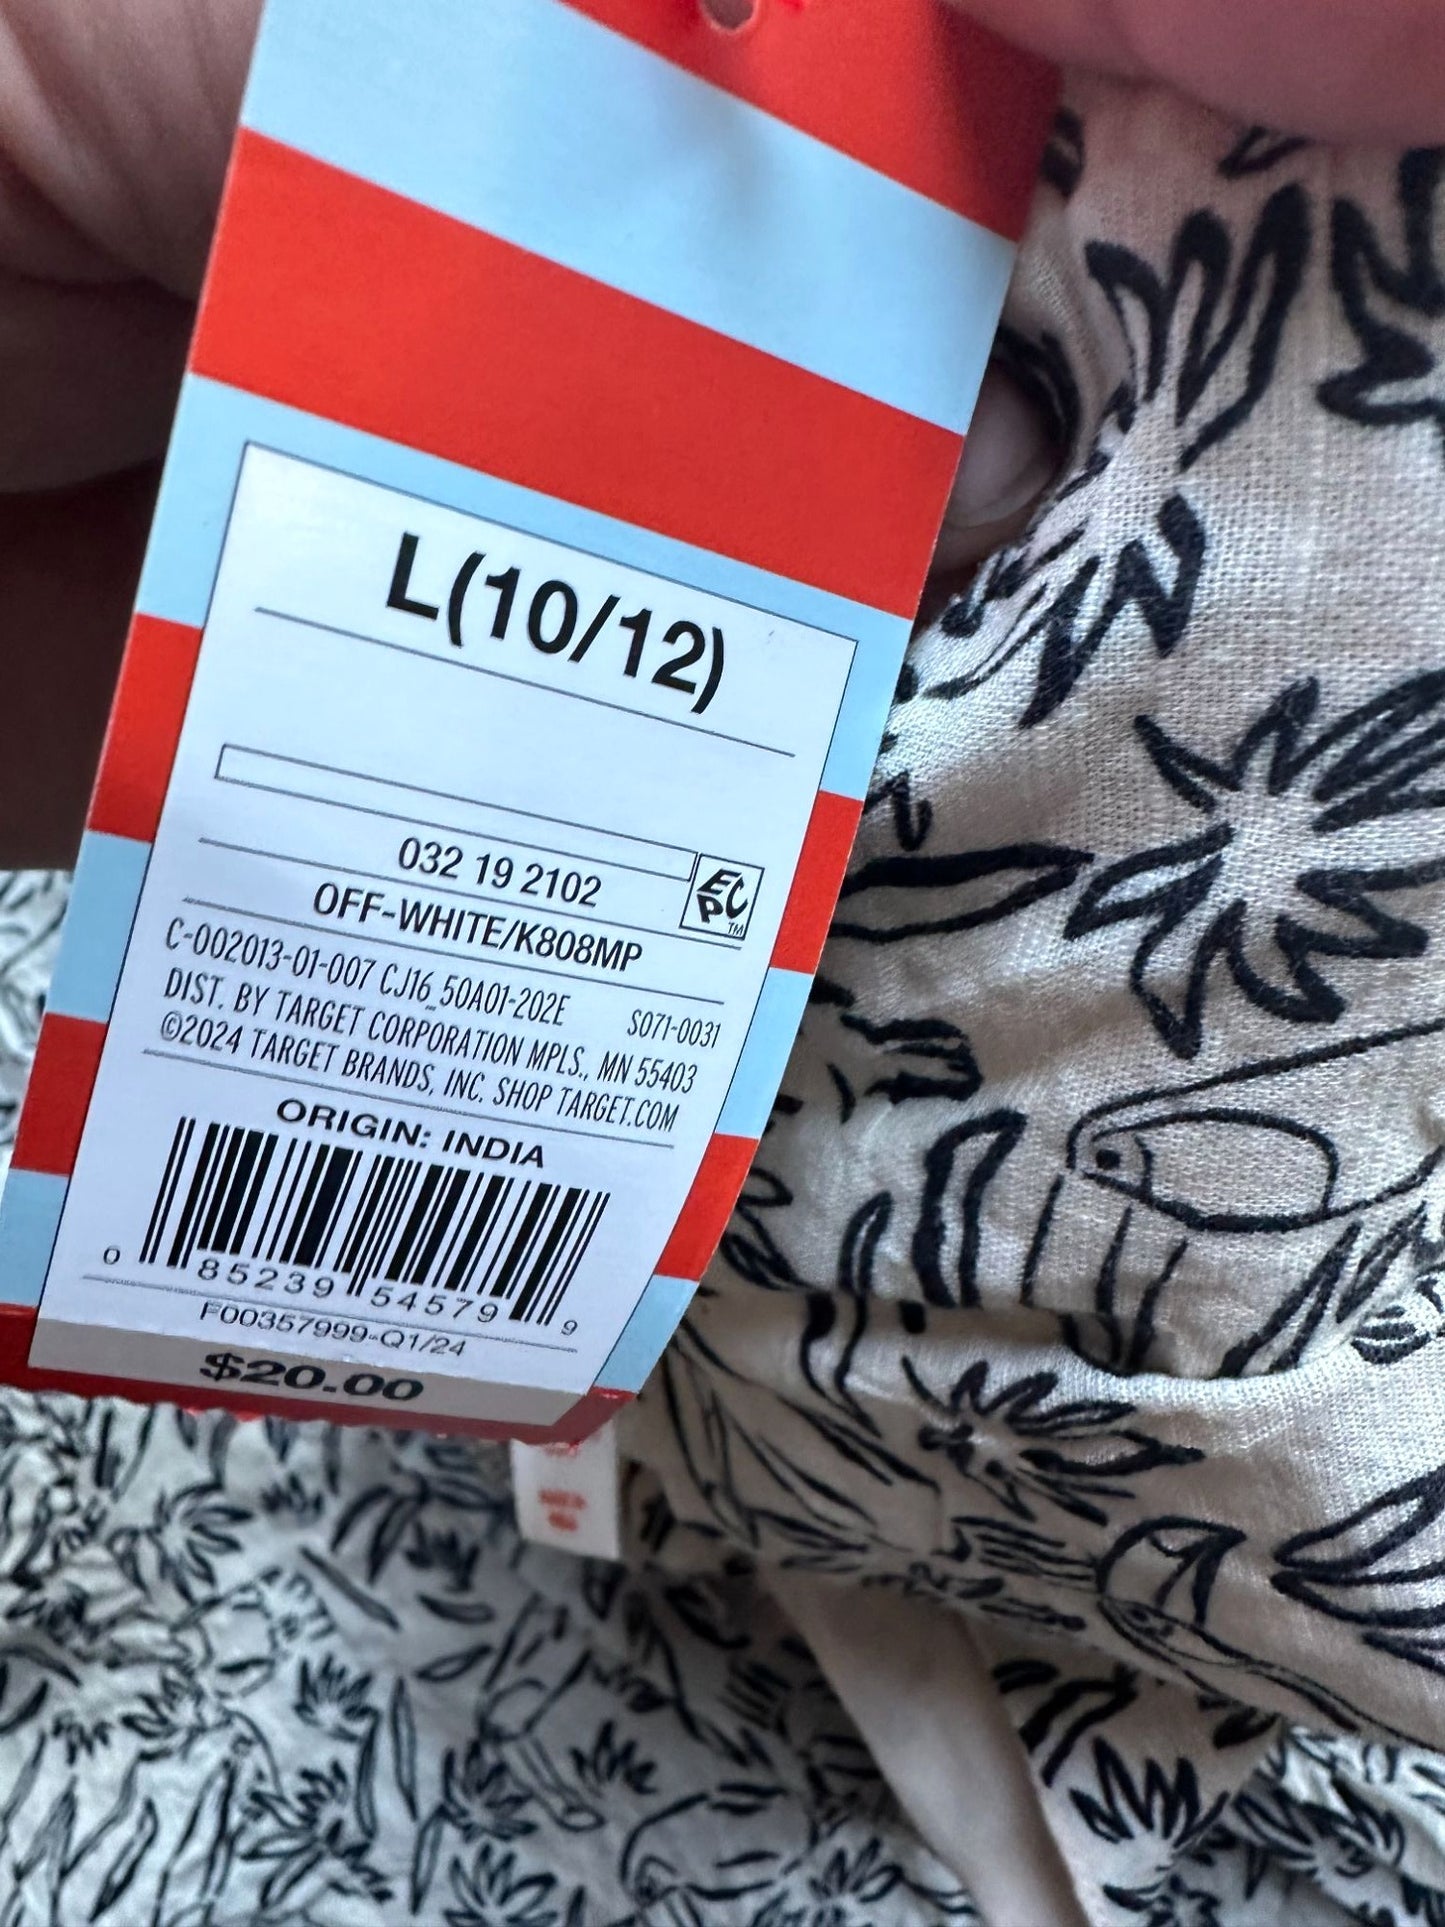 L(10/12)
032 19 2102
EPC™
OFF-WHITE/K808MP
C-002013-01-007 CJ16_50A01-202E S071-0031
DIST. BY TARGET CORPORATION MPLS., MN 55403
©2024 TARGET BRANDS, INC. SHOP TARGET.COM
ORIGIN: INDIA
0 85239 54579 9
F00357999-Q1/24
$20.00